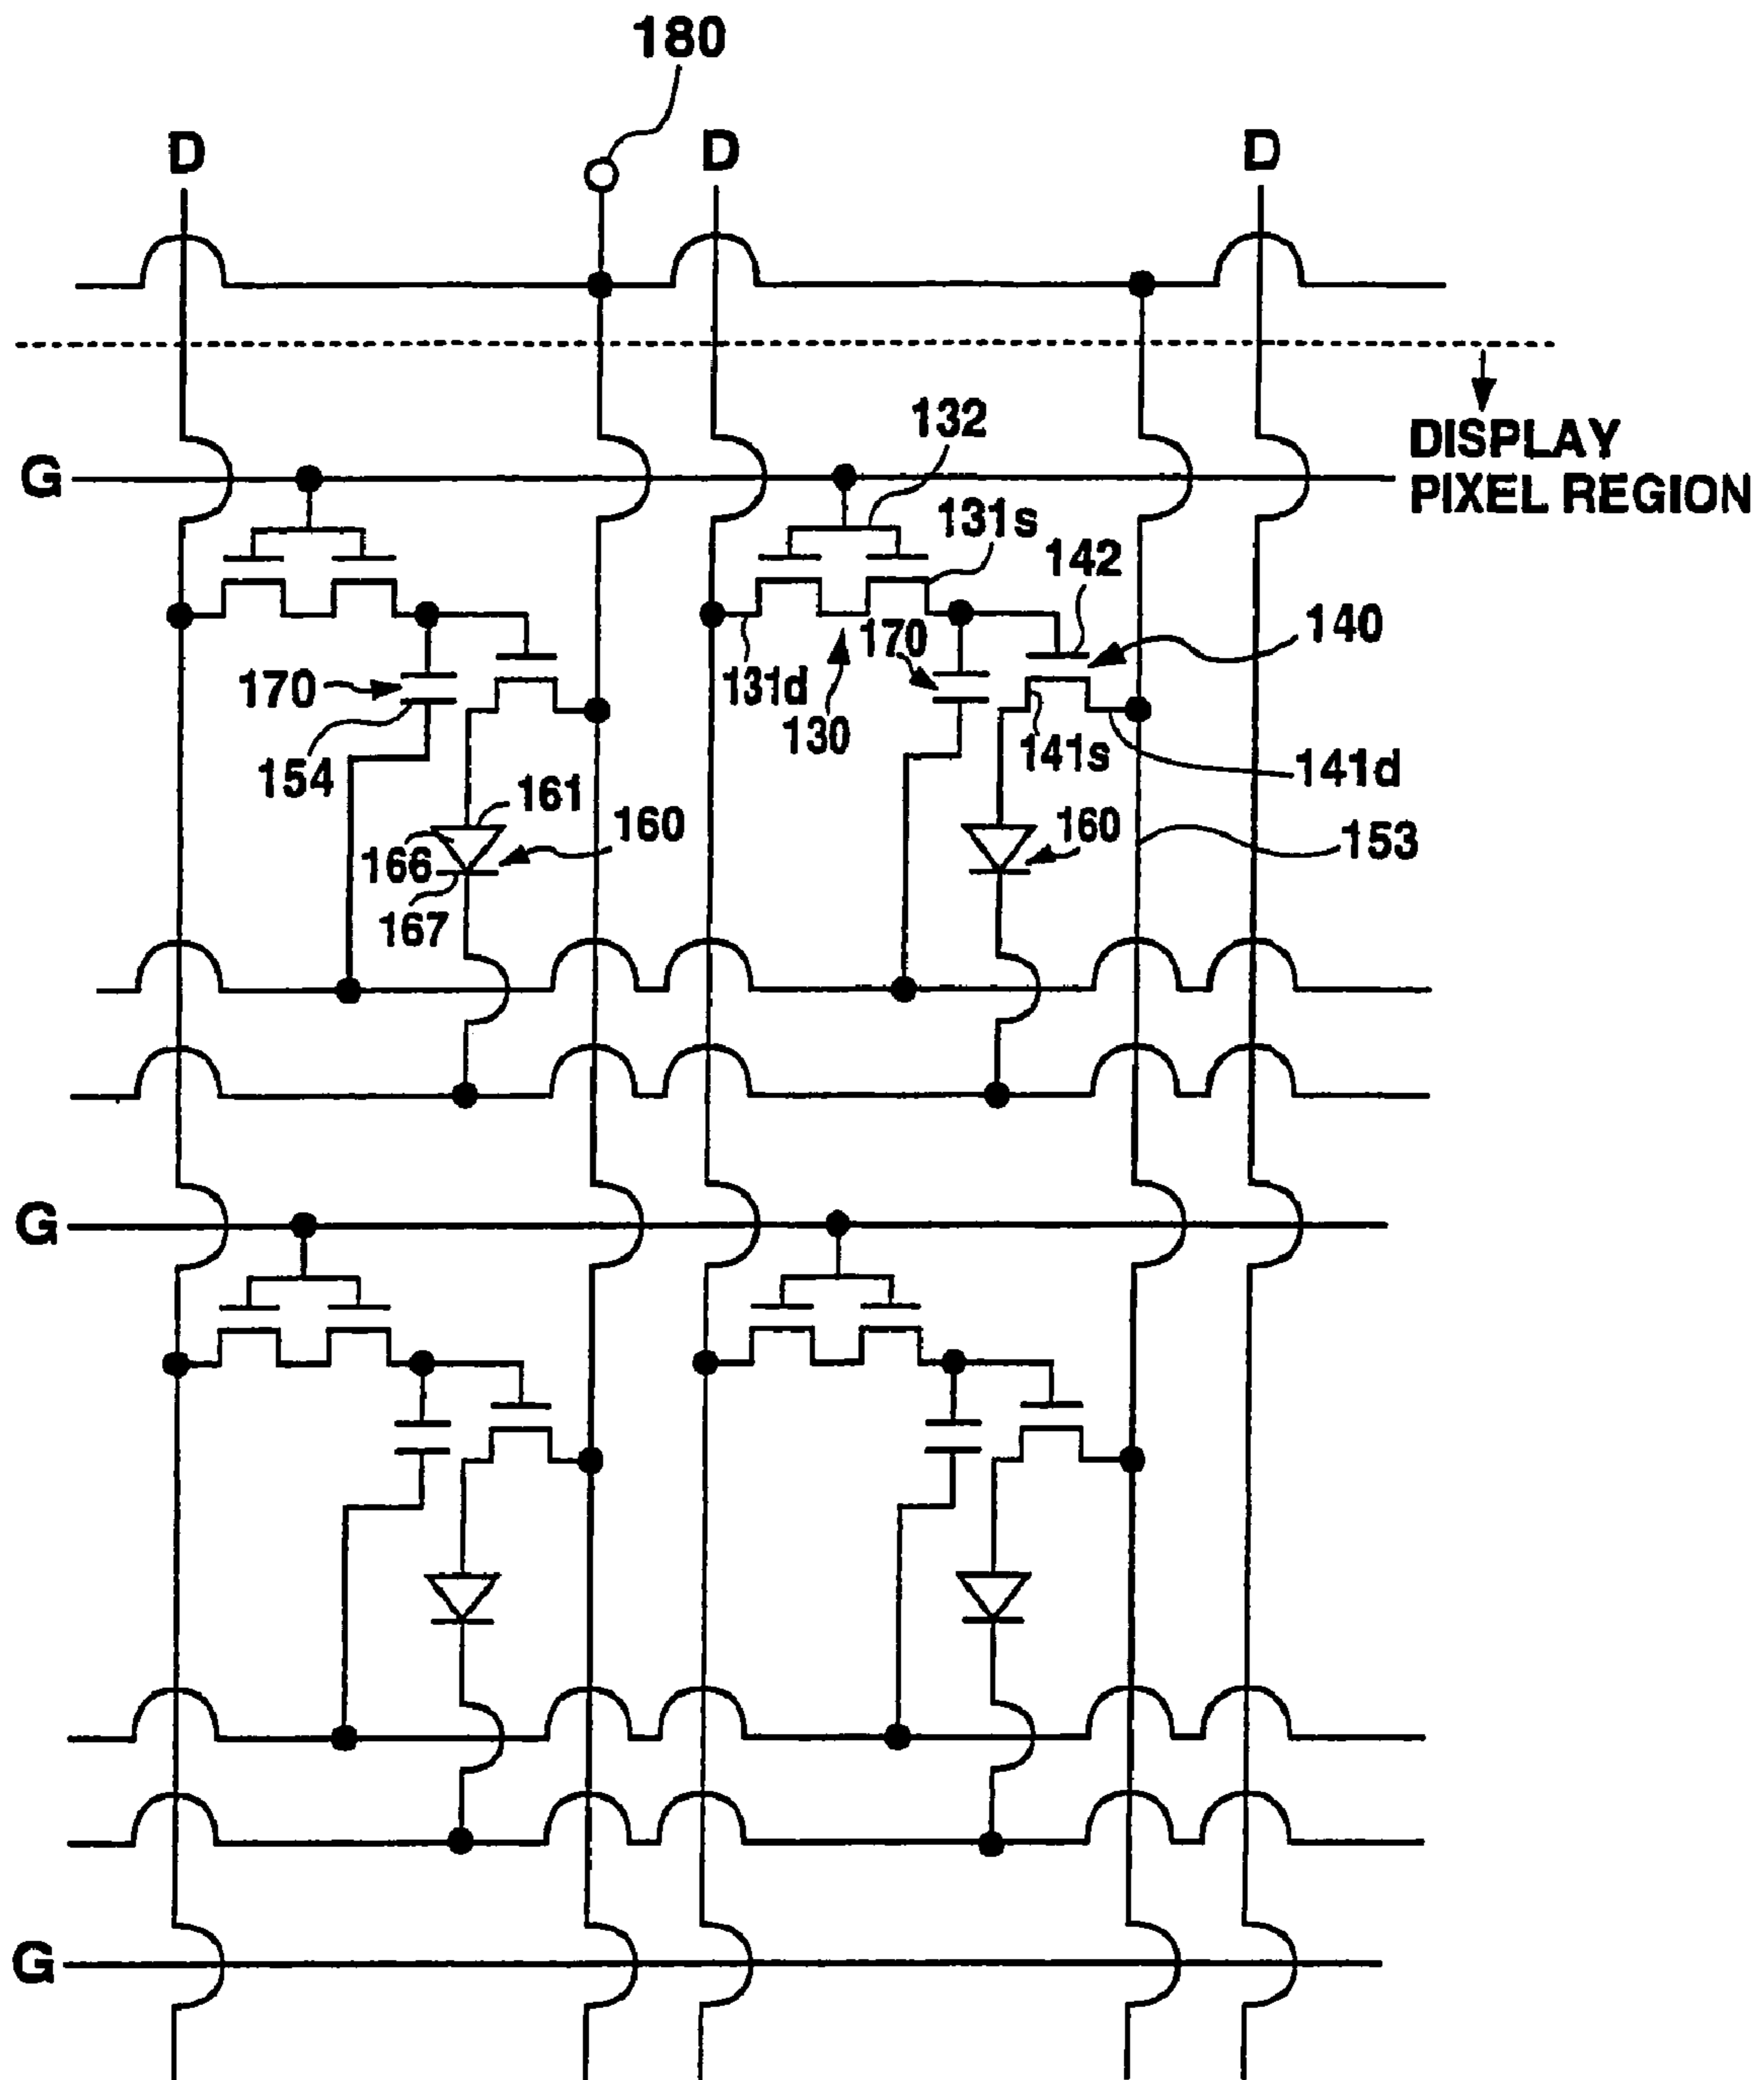 180
D D D
132
DISPLAY
G
PIXEL REGION
131s
142
140
170
170
131d
130
141s
141d
154
161
160
160
153
166
167
G
G